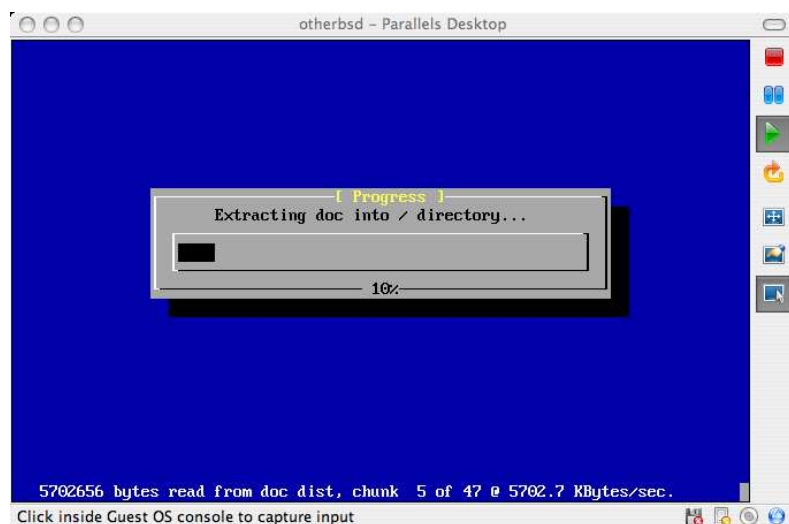 otherbsd – Parallels Desktop
[ Progress ]
Extracting doc into / directory...
10%
5702656 bytes read from doc dist, chunk  5 of 47 @ 5702.7 KBytes/sec.
Click inside Guest OS console to capture input